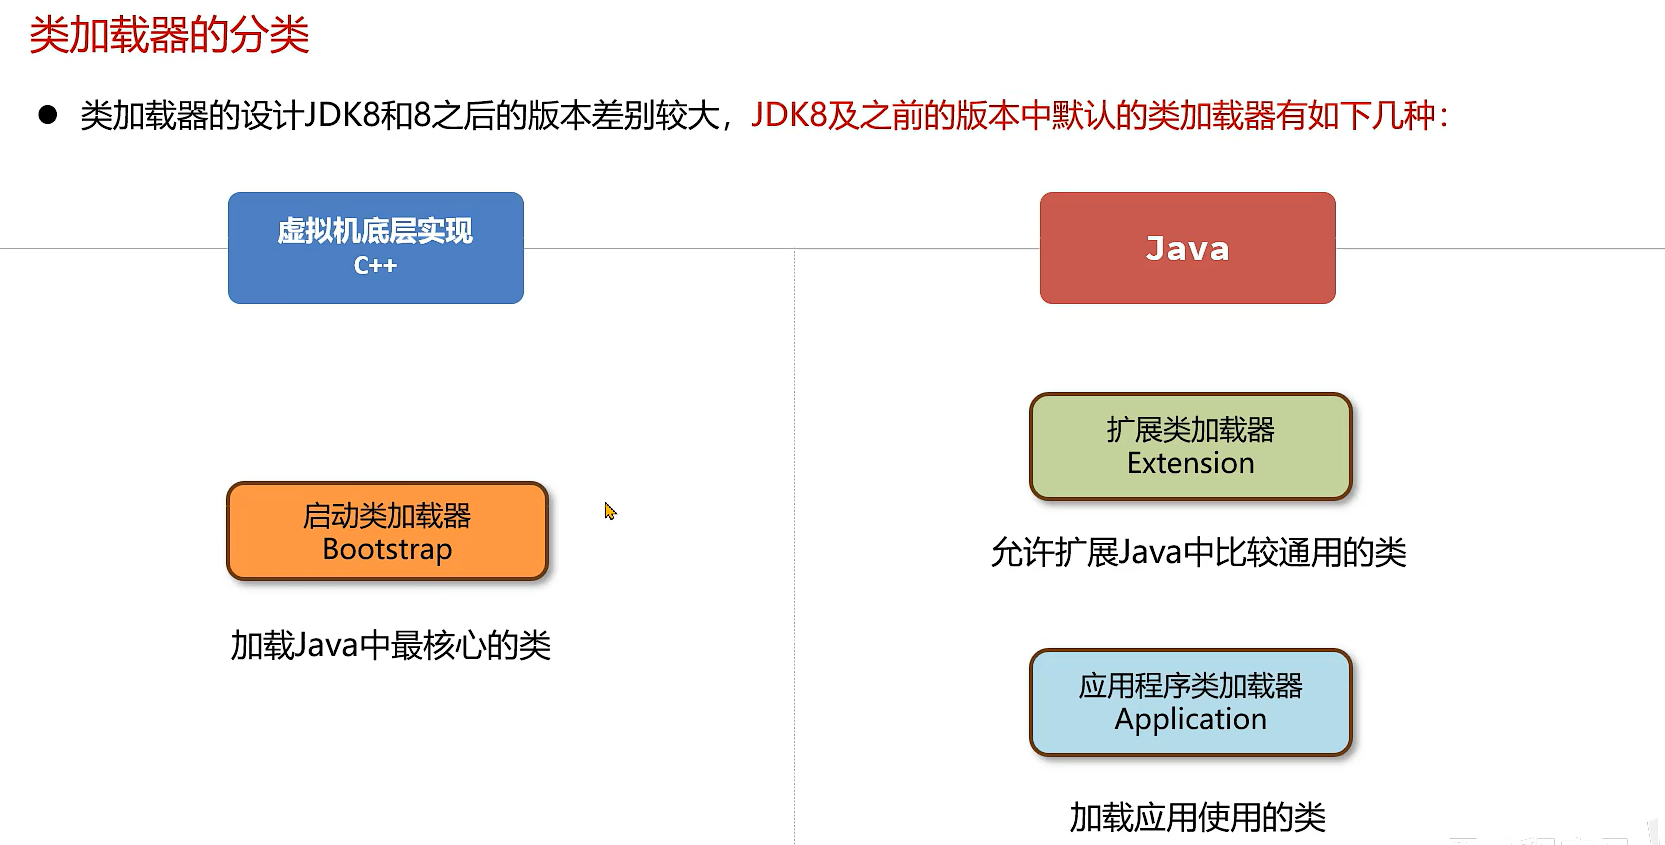 类加载器的分类
● 类加载器的设计JDK8和8之后的版本差别较大，JDK8及之前的版本中默认的类加载器有如下几种：
虚拟机底层实现
C++
Java
启动类加载器
Bootstrap
加载Java中最核心的类
扩展类加载器
Extension
允许扩展Java中比较通用的类
应用程序类加载器
Application
加载应用使用的类